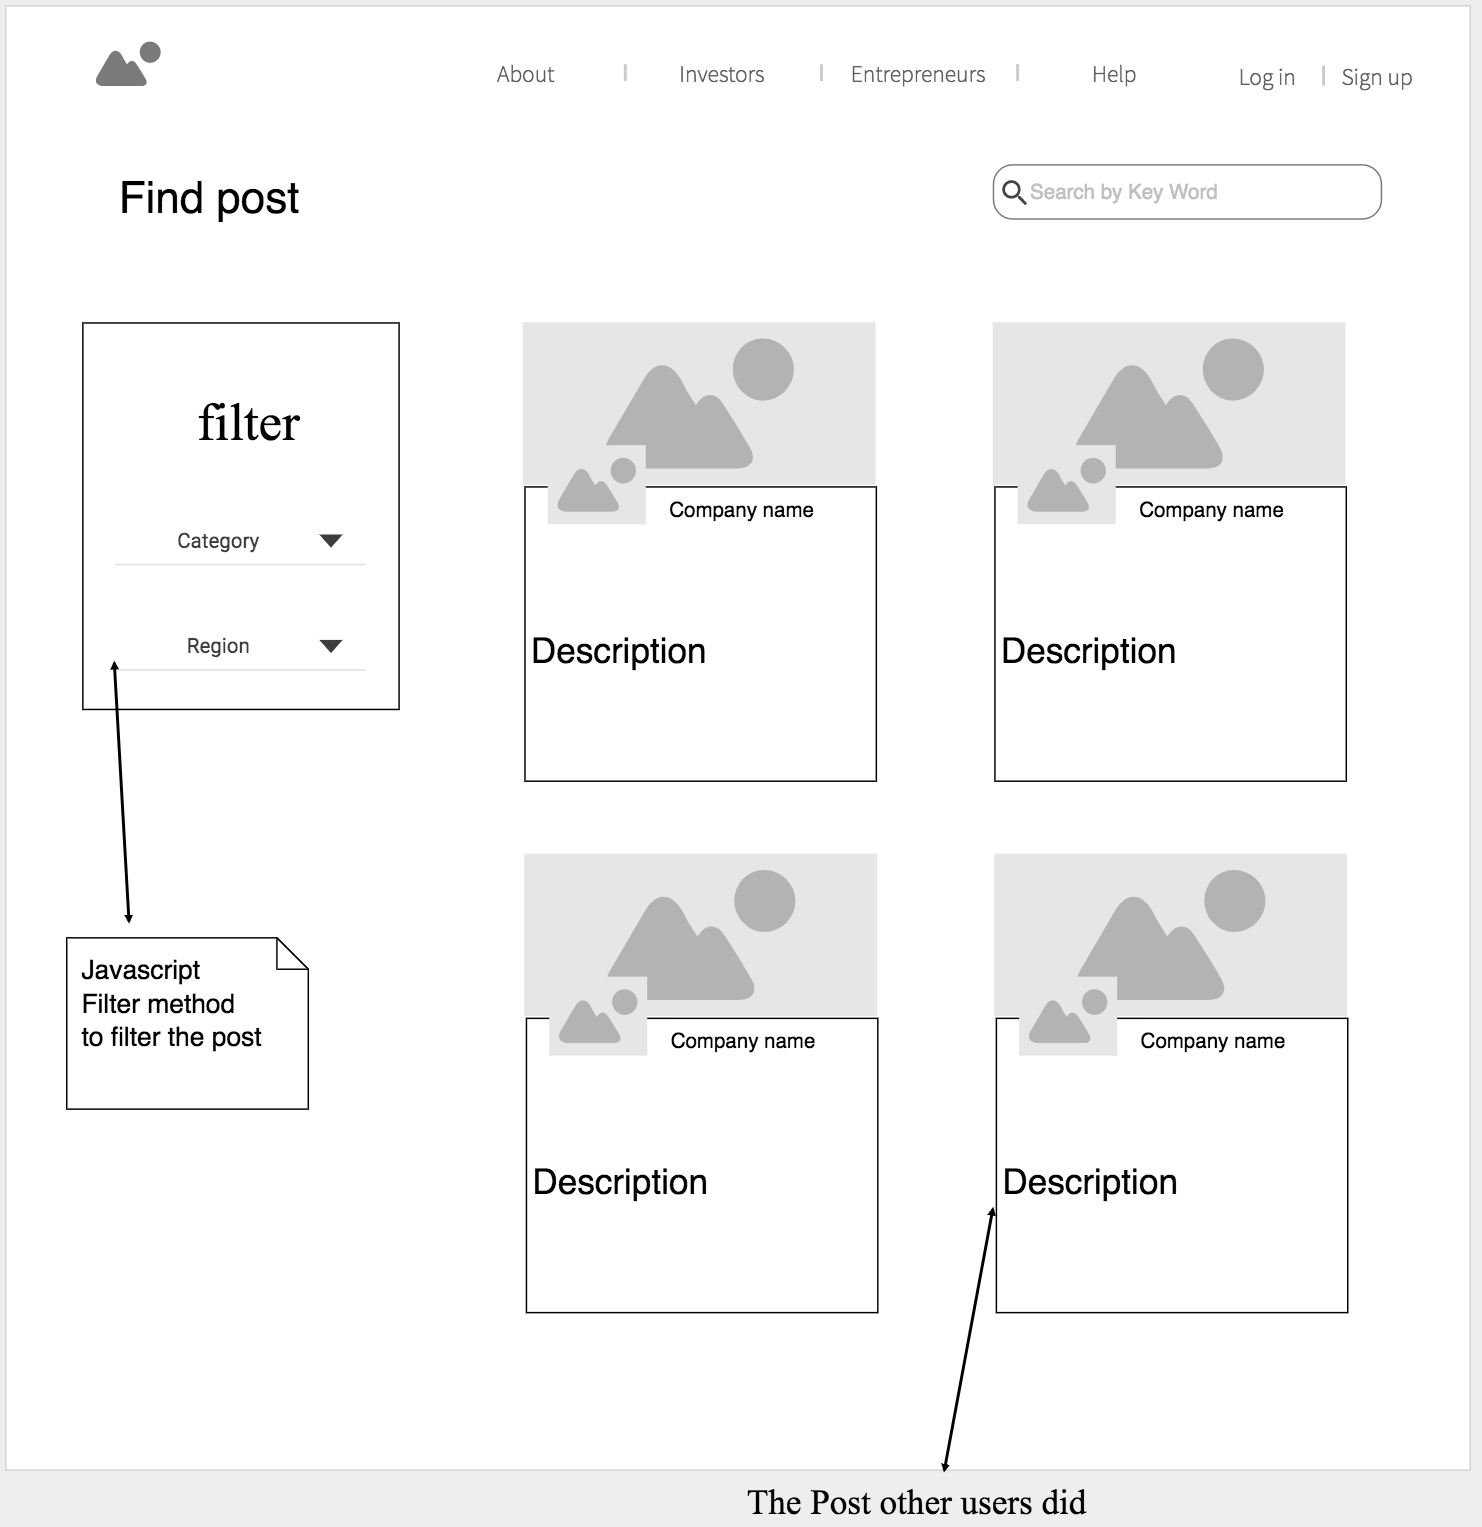 About
Investors
Entrepreneurs
Help
Log in
Sign up
Find post
Search by Key Word
filter
Category
Region
Company name
Description
Company name
Description
Javascript
Filter method
to filter the post
Company name
Description
Company name
Description
The Post other users did